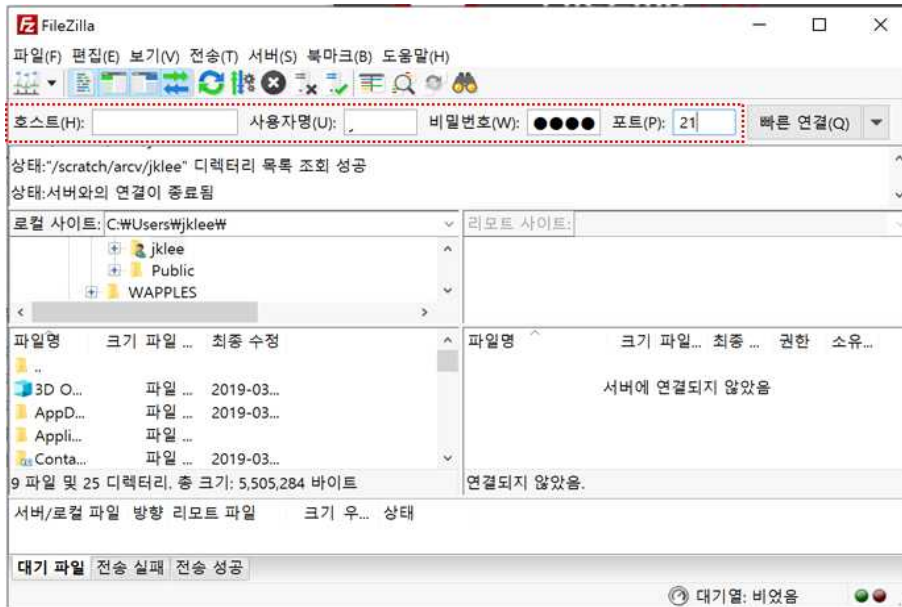 FileZilla
파일(F) 편집(E) 보기(V) 전송(T) 서버(S) 북마크(B) 도움말(H)
호스트(H): 사용자명(U): 비밀번호(W): ●●●● 포트(P): 21 빠른 연결(Q)
상태:"/scratch/arcv/jklee" 디렉터리 목록 조회 성공
상태:서버와의 연결이 종료됨
로컬 사이트: C:₩Users₩jklee₩
리모트 사이트:
jklee
Public
WAPPLES
파일명 크기 파일 ... 최종 수정
..
3D O... 파일 ... 2019-03...
AppD... 파일 ... 2019-03...
Appli... 파일 ...
Conta... 파일 ... 2019-03...
9 파일 및 25 디렉터리. 총 크기: 5,505,284 바이트
파일명 크기 파일... 최종 ... 권한 소유...
서버에 연결되지 않았음
연결되지 않았음.
서버/로컬 파일 방향 리모트 파일 크기 우... 상태
대기 파일 전송 실패 전송 성공
대기열: 비었음